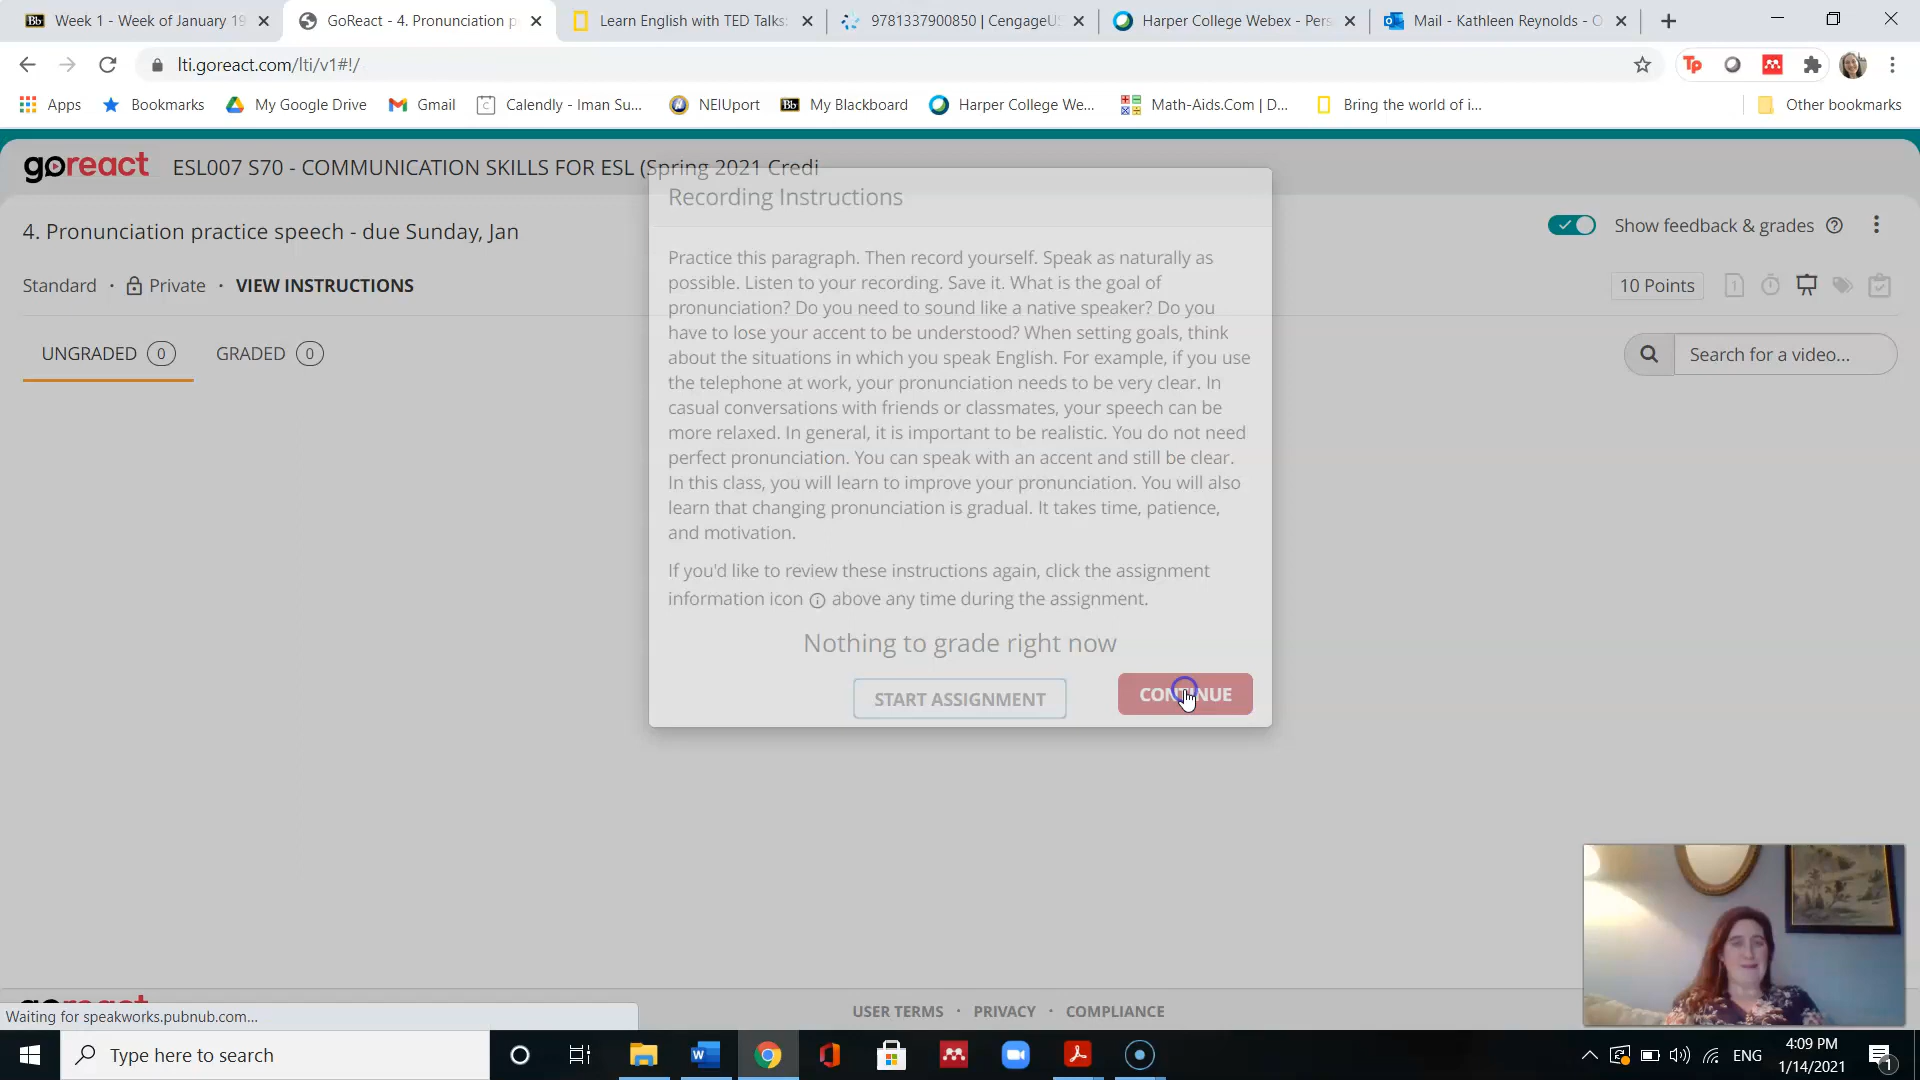 Week 1 - Week of January 19
GoReact - 4. Pronunciation p
Learn English with TED Talks:
9781337900850 | CengageUS
Harper College Webex - Pers
Mail - Kathleen Reynolds - O
lti.goreact.com/lti/v1#!/
Apps
Bookmarks
My Google Drive
Gmail
Calendly - Iman Su...
NEIUport
My Blackboard
Harper College We...
Math-Aids.Com | D...
Bring the world of i...
Other bookmarks
goreact ESL007 S70 - COMMUNICATION SKILLS FOR ESL (Spring 2021 Credi
4. Pronunciation practice speech - due Sunday, Jan
Show feedback & grades
Standard · Private · VIEW INSTRUCTIONS
10 Points
UNGRADED 0
GRADED 0
Search for a video...
Recording Instructions
Practice this paragraph. Then record yourself. Speak as naturally as
possible. Listen to your recording. Save it. What is the goal of
pronunciation? Do you need to sound like a native speaker? Do you
have to lose your accent to be understood? When setting goals, think
about the situations in which you speak English. For example, if you use
the telephone at work, your pronunciation needs to be very clear. In
casual conversations with friends or classmates, your speech can be
more relaxed. In general, it is important to be realistic. You do not need
perfect pronunciation. You can speak with an accent and still be clear.
In this class, you will learn to improve your pronunciation. You will also
learn that changing pronunciation is gradual. It takes time, patience,
and motivation.
If you'd like to review these instructions again, click the assignment
information icon above any time during the assignment.
Nothing to grade right now
START ASSIGNMENT
CONTINUE
goreact
Waiting for speakworks.pubnub.com...
USER TERMS · PRIVACY · COMPLIANCE
Type here to search
ENG
4:09 PM
1/14/2021
1